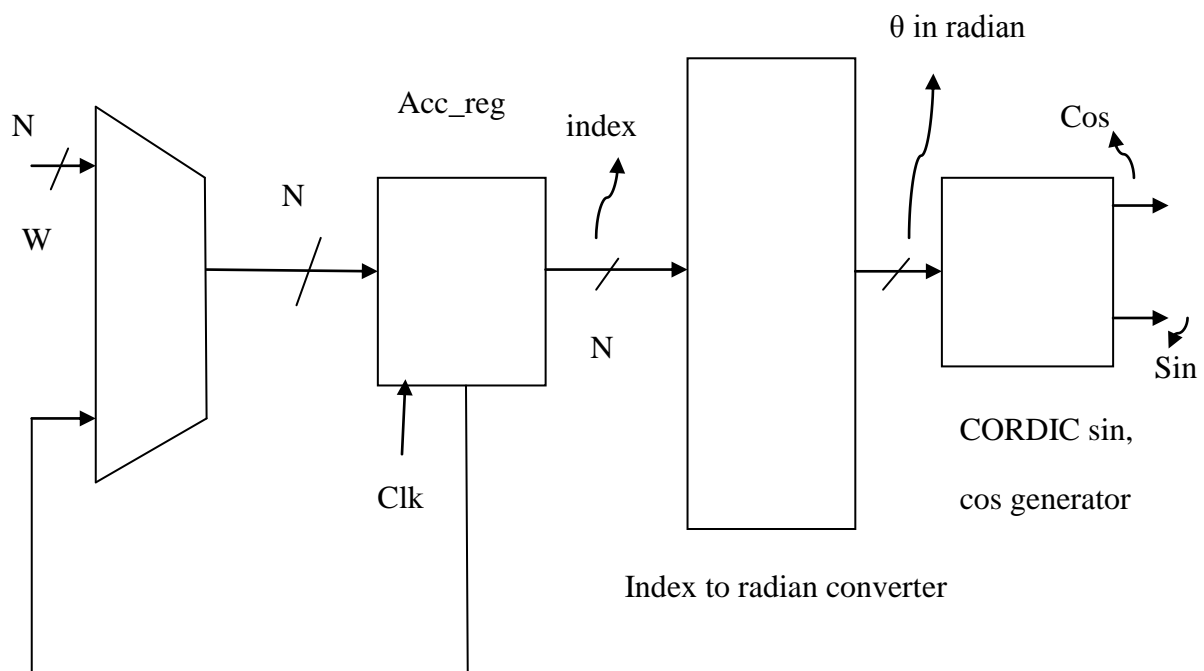 θ in radian
Acc_reg
N
index
Cos
N
W
N
Sin
CORDIC sin,
cos generator
Clk
Index to radian converter